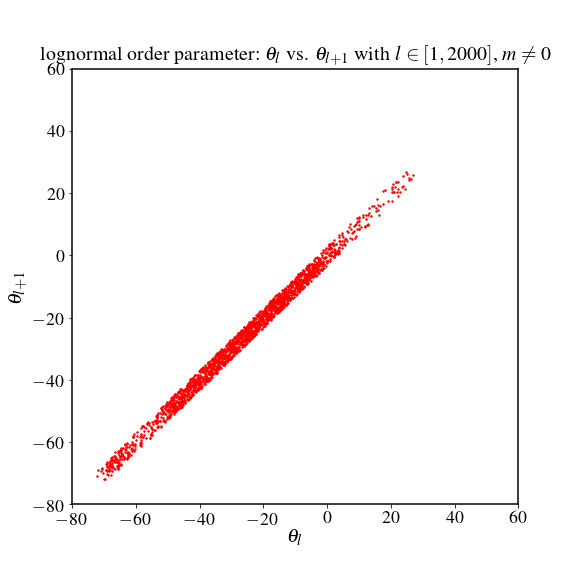 lognormal order parameter: θ_l vs. θ_{l+1} with l ∈ [1, 2000], m ≠ 0
60
40
20
0
−20
−40
−60
−80
θ_{l+1}
−80 −60 −40 −20 0 20 40 60
θ_l